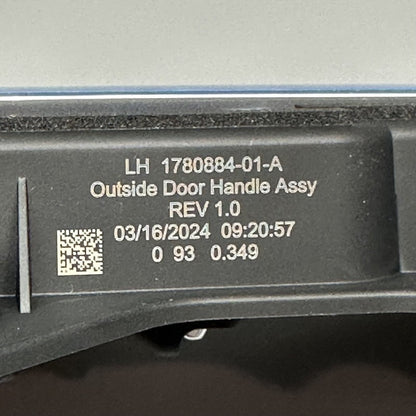 LH 1780884-01-A
Outside Door Handle Assy
REV 1.0
03/16/2024 09:20:57
0 93 0.349